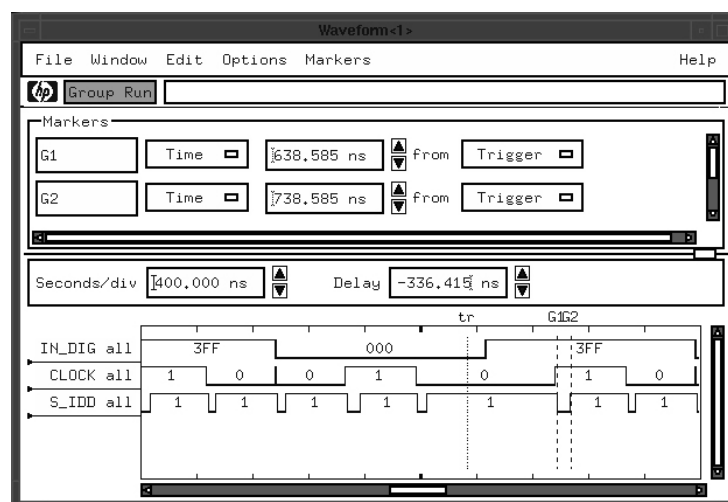 Waveform<1>
File Window Edit Options Markers Help
hp Group Run
Markers
G1 Time 638.585 ns from Trigger
G2 Time 738.585 ns from Trigger
Seconds/div 400.000 ns Delay -336.415 ns
tr G1G2
IN_DIG all 3FF 000 3FF
CLOCK all 1 0 0 1 0 1 0
S_IDD all 1 1 1 1 1 1 1